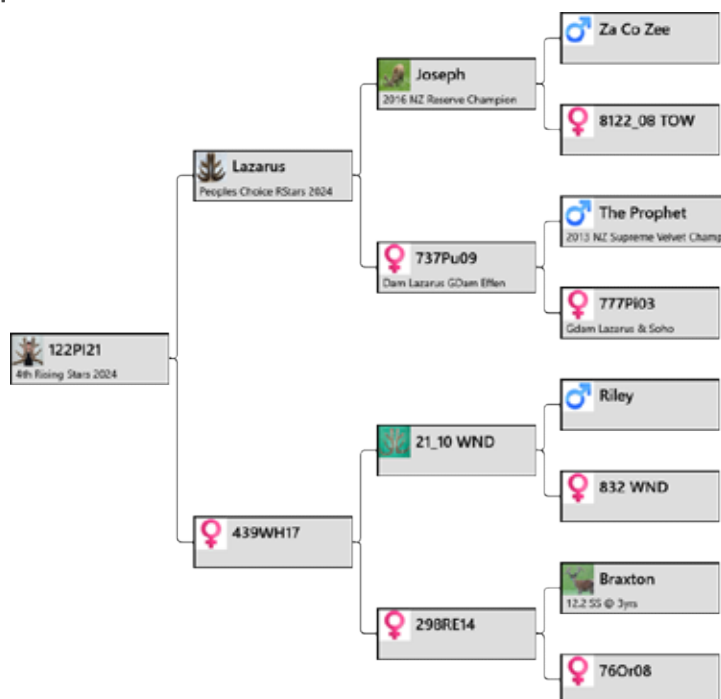 Za Co Zee
Joseph
2016 NZ Reserve Champion
8122_08 TOW
Lazarus
Peoples Choice RStars 2024
The Prophet
2013 NZ Supreme Velvet Champ
737Pu09
Dam Lazarus GDam Effen
777Pi03
Gdam Lazarus & Soho
122PI21
4th Rising Stars 2024
Riley
21_10 WND
832 WND
439WH17
Braxton
12.2 SS @ 3yrs
298RE14
76Or08